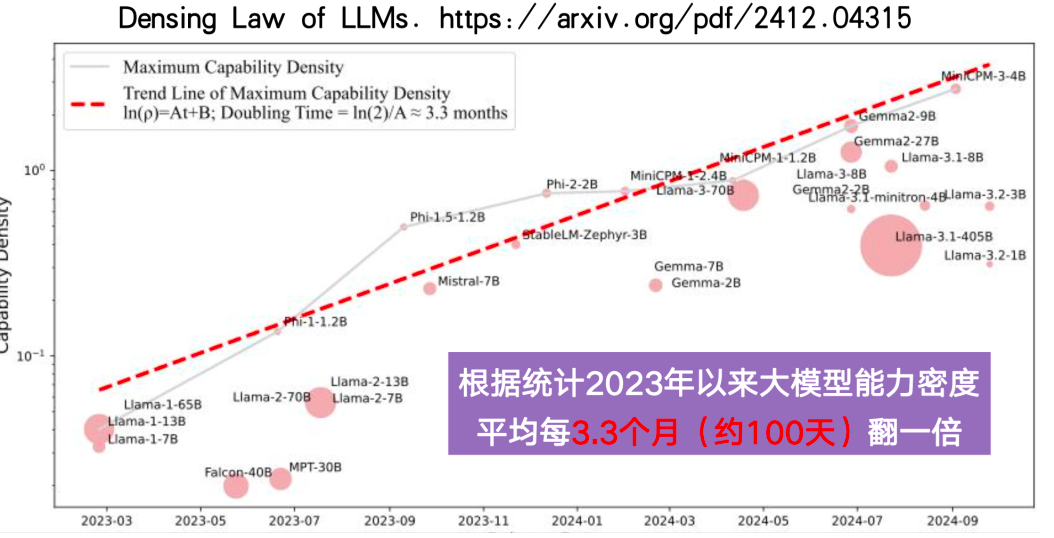 Densing Law of LLMs. https://arxiv.org/pdf/2412.04315
Maximum Capability Density
Trend Line of Maximum Capability Density
ln(ρ)=At+B; Doubling Time = ln(2)/A ≈ 3.3 months
Capability Density
10⁰
10⁻¹
MiniCPM-3-4B
Gemma2-9B
Gemma2-27B
MiniCPM-1-1.2B
Llama-3.1-8B
Llama-3-8B
MiniCPM-1-2.4B
Phi-2-2B
Llama-3-70B
Gemma2-2B
Llama-3.1-minitron-4B
Llama-3.2-3B
Phi-1.5-1.2B
StableLM-Zephyr-3B
Llama-3.1-405B
Llama-3.2-1B
Gemma-7B
Mistral-7B
Gemma-2B
Phi-1-1.2B
Llama-2-13B
Llama-2-70B
Llama-2-7B
Llama-1-65B
Llama-1-13B
Llama-1-7B
Falcon-40B
MPT-30B
根据统计2023年以来大模型能力密度
平均每3.3个月（约100天）翻一倍
2023-03 2023-05 2023-07 2023-09 2023-11 2024-01 2024-03 2024-05 2024-07 2024-09